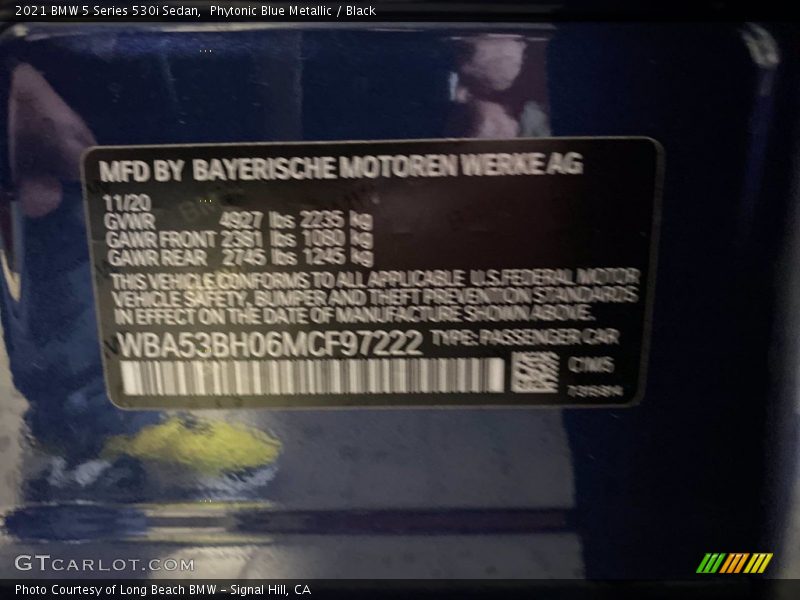 2021 BMW 5 Series 530i Sedan, Phytonic Blue Metallic / Black
MFD BY BAYERISCHE MOTOREN WERKE AG
11/20
GVWR 4927 lbs 2235 kg
GAWR FRONT 2381 lbs 1080 kg
GAWR REAR 2745 lbs 1245 kg
THIS VEHICLE CONFORMS TO ALL APPLICABLE U.S.FEDERAL MOTOR
VEHICLE SAFETY, BUMPER AND THEFT PREVENTION STANDARDS
IN EFFECT ON THE DATE OF MANUFACTURE SHOWN ABOVE.
WBA53BH06MCF97222 TYPE: PASSENGER CAR
C1M5
GTCARLOT.COM
Photo Courtesy of Long Beach BMW - Signal Hill, CA